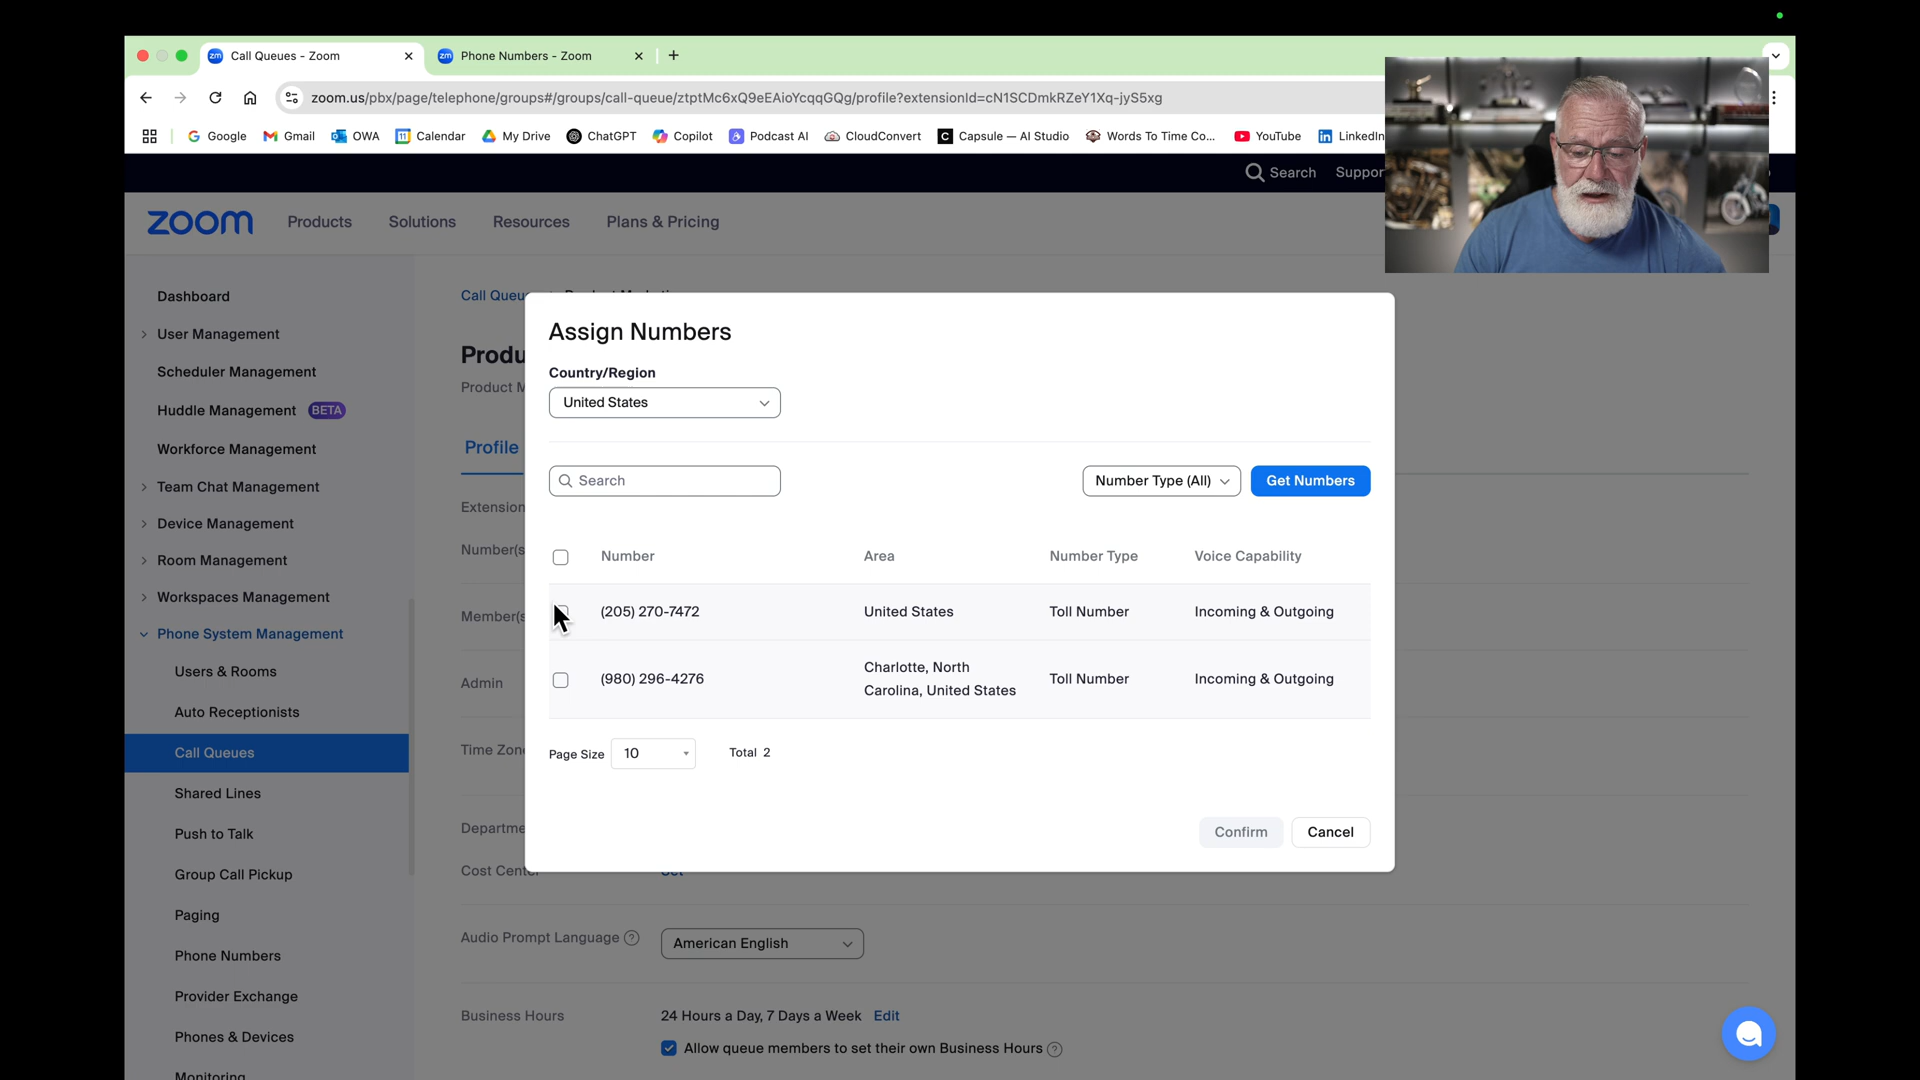 Call Queues - Zoom
Phone Numbers - Zoom
zoom.us/pbx/page/telephone/groups#/groups/call-queue/ztptMc6xQ9eEAioYcqqGQg/profile?extensionId=cN1SCDmkRZeY1Xq-jyS5xg
Google
Gmail
OWA
Calendar
My Drive
ChatGPT
Copilot
Podcast AI
CloudConvert
Capsule — AI Studio
Words To Time Co...
YouTube
LinkedIn
Search
Suppor
zoom
Products
Solutions
Resources
Plans & Pricing
Dashboard
User Management
Scheduler Management
Huddle Management BETA
Workforce Management
Team Chat Management
Device Management
Room Management
Workspaces Management
Phone System Management
Users & Rooms
Auto Receptionists
Call Queues
Shared Lines
Push to Talk
Group Call Pickup
Paging
Phone Numbers
Provider Exchange
Phones & Devices
Monitoring
Call Queu
Produ
Product M
Profile
Extension
Number(s
Member(s
Admin
Time Zon
Departme
Cost Center
Set
Audio Prompt Language
American English
Business Hours
24 Hours a Day, 7 Days a Week Edit
Allow queue members to set their own Business Hours
Assign Numbers
Country/Region
United States
Search
Number Type (All)
Get Numbers
Number Area Number Type Voice Capability
(205) 270-7472 United States Toll Number Incoming & Outgoing
(980) 296-4276 Charlotte, North Carolina, United States Toll Number Incoming & Outgoing
Page Size 10 Total 2
Confirm
Cancel